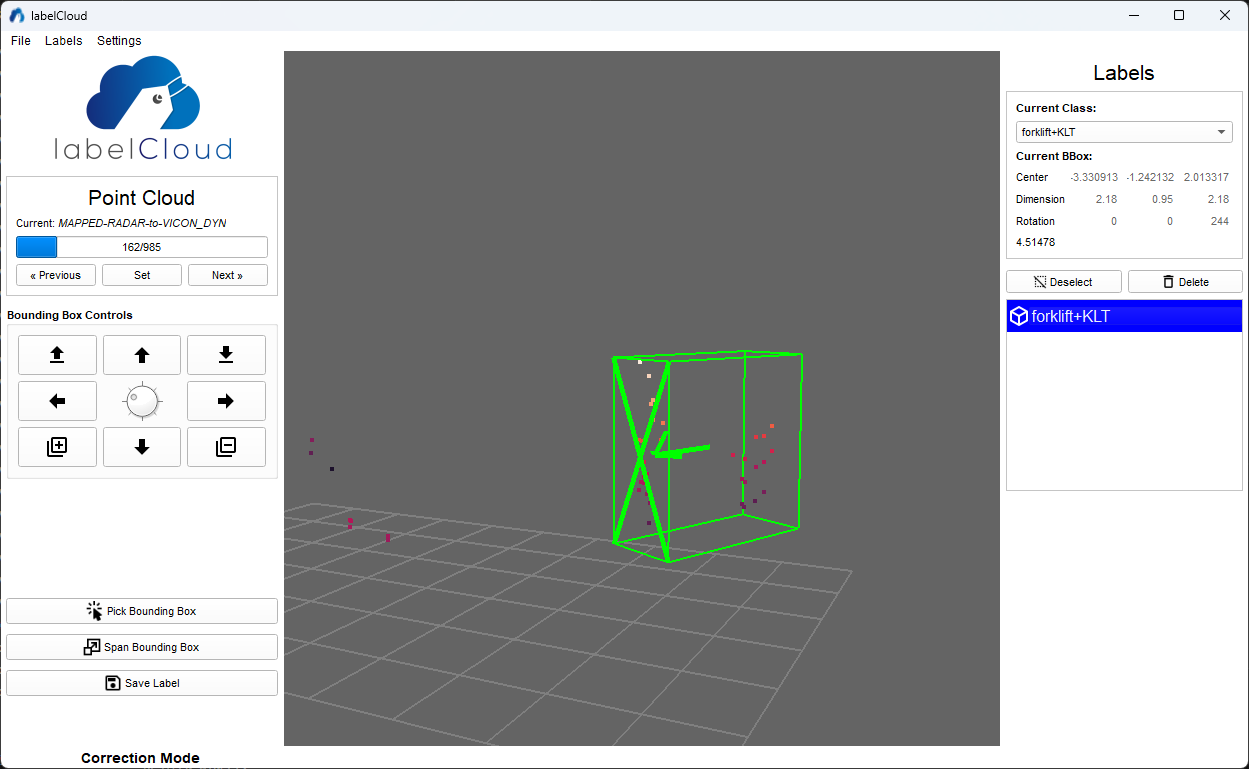 labelCloud
File Labels Settings
labelCloud
Point Cloud
Current: MAPPED-RADAR-to-VICON_DYN
162/985
« Previous Set Next »
Bounding Box Controls
Pick Bounding Box
Span Bounding Box
Save Label
Correction Mode
Labels
Current Class:
forklift+KLT
Current BBox:
Center -3.330913 -1.242132 2.013317
Dimension 2.18 0.95 2.18
Rotation 0 0 244
4.51478
Deselect Delete
forklift+KLT